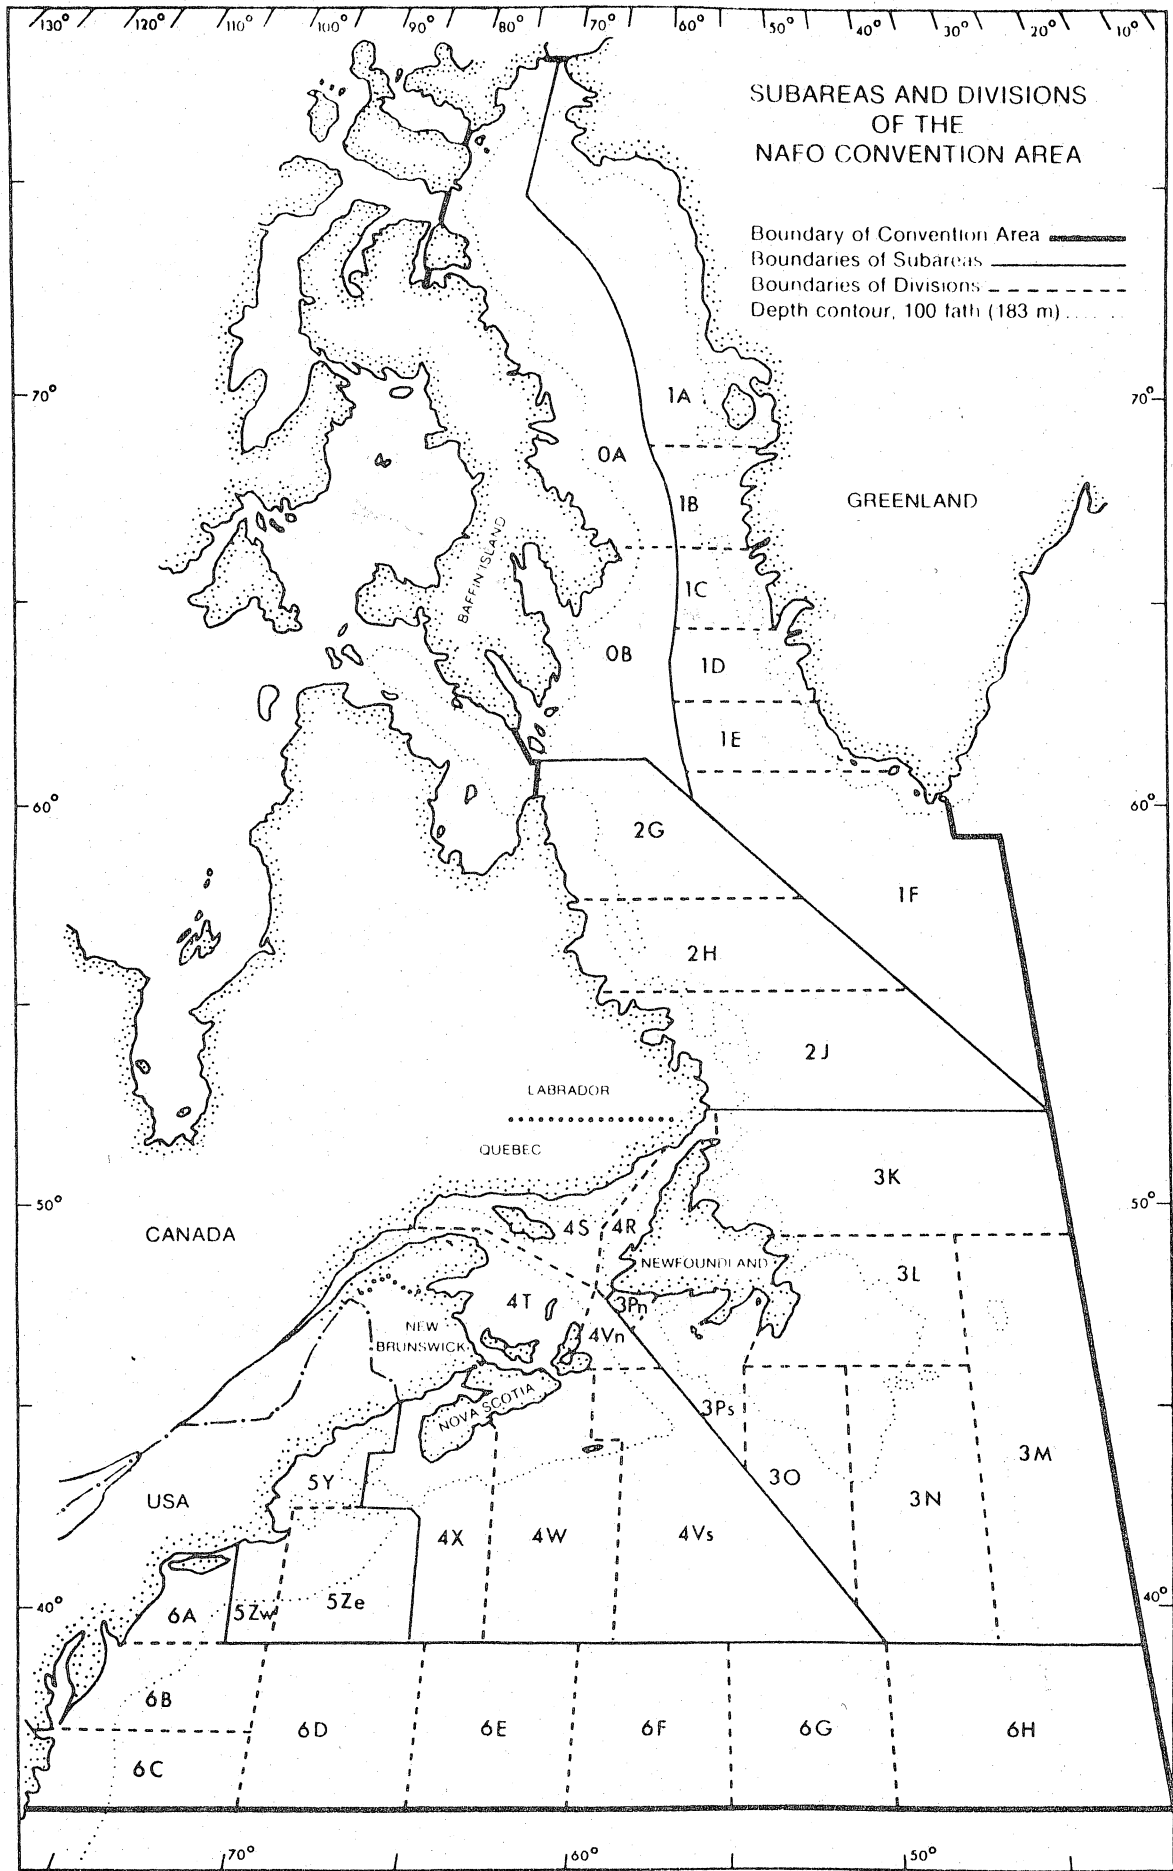 130° 120° 110° 100° 90° 80° 70° 60° 50° 40° 30° 20° 10°
SUBAREAS AND DIVISIONS
OF THE
NAFO CONVENTION AREA
Boundary of Convention Area
Boundaries of Subareas
Boundaries of Divisions
Depth contour, 100 fath (183 m)
70° 70°
1A
0A
1B
GREENLAND
BAFFIN ISLAND
1C
0B
1D
1E
60° 60°
2G
1F
2H
2J
LABRADOR
QUEBEC
3K
50° 50°
CANADA
4S 4R
NEWFOUNDLAND
3L
4T
3Pn
NEW
BRUNSWICK
4Vn
NOVA SCOTIA
3Ps
3M
5Y
3O
USA
3N
4X 4W 4Vs
40° 40°
6A 5Zw 5Ze
6B
6D 6E 6F 6G 6H
6C
70° 60° 50°